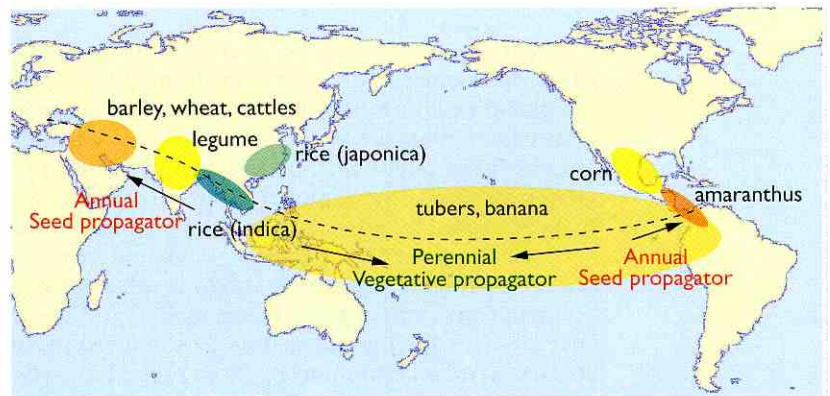 barley, wheat, cattles
legume
rice (japonica)
corn
amaranthus
tubers, banana
Annual
Seed propagator
rice (indica)
Perennial
Vegetative propagator
Annual
Seed propagator